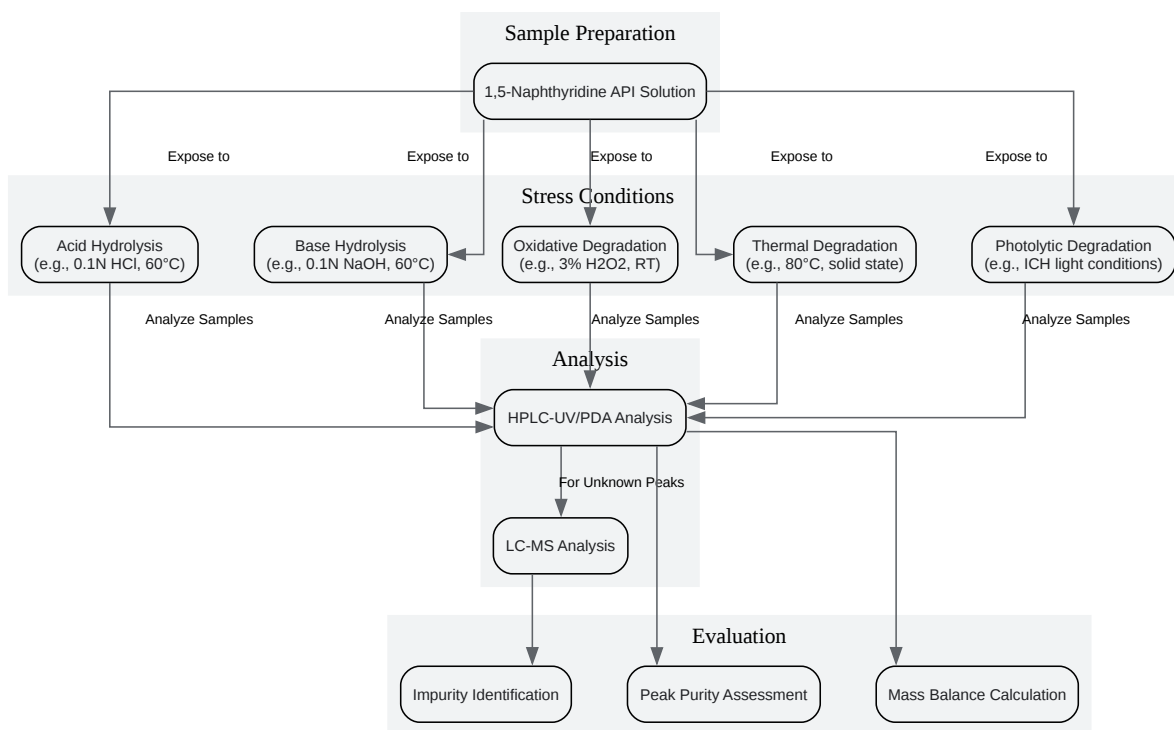 Sample Preparation
1,5-Naphthyridine API Solution
Expose to
Expose to
Expose to
Expose to
Expose to
Stress Conditions
Acid Hydrolysis
(e.g., 0.1N HCl, 60°C)
Base Hydrolysis
(e.g., 0.1N NaOH, 60°C)
Oxidative Degradation
(e.g., 3% H2O2, RT)
Thermal Degradation
(e.g., 80°C, solid state)
Photolytic Degradation
(e.g., ICH light conditions)
Analyze Samples
Analyze Samples
Analyze Samples
Analyze Samples
Analyze Samples
Analysis
HPLC-UV/PDA Analysis
For Unknown Peaks
LC-MS Analysis
Evaluation
Impurity Identification
Peak Purity Assessment
Mass Balance Calculation